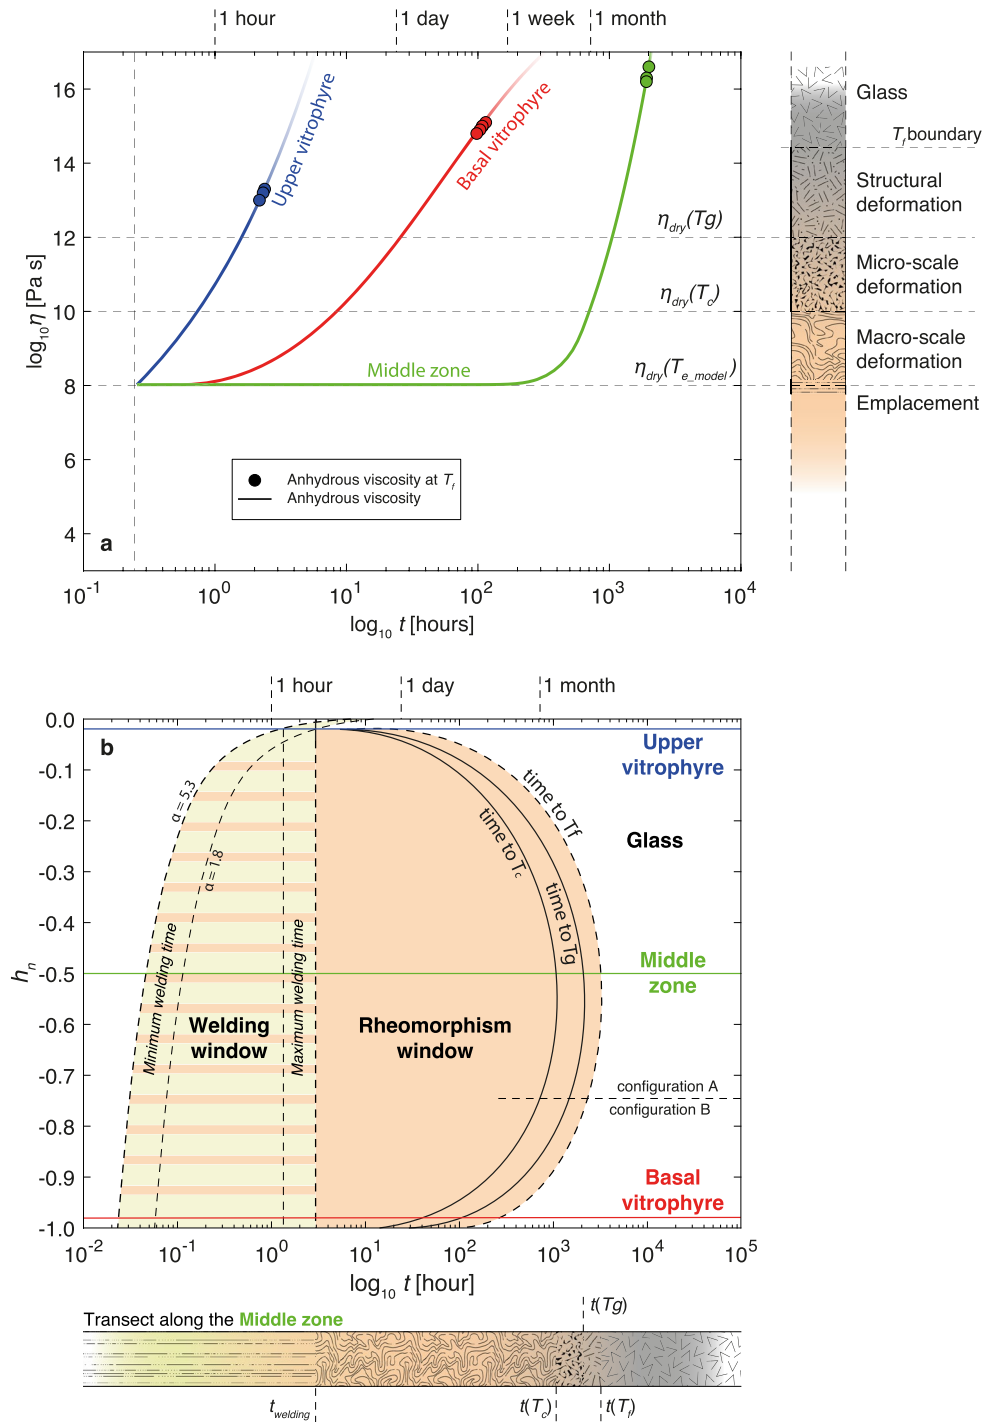 1 hour
1 day
1 week
1 month
16
14
12
10
8
6
4
log10 η [Pa s]
Upper vitrophyre
Basal vitrophyre
Middle zone
ηdry(Tg)
ηdry(Tc)
ηdry(Te_model)
Anhydrous viscosity at Tf
Anhydrous viscosity
a
10-1
100
101
102
103
104
log10 t [hours]
Glass
Tf boundary
Structural
deformation
Micro-scale
deformation
Macro-scale
deformation
Emplacement
1 hour
1 day
1 month
0.0
-0.1
-0.2
-0.3
-0.4
-0.5
-0.6
-0.7
-0.8
-0.9
-1.0
hn
b
α = 5.3
α = 1.8
Minimum welding time
Maximum welding time
Welding
window
Rheomorphism
window
time to Tc
time to Tg
time to Tf
Upper
vitrophyre
Glass
Middle
zone
configuration A
configuration B
Basal
vitrophyre
10-2
10-1
100
101
102
103
104
105
log10 t [hour]
t(Tg)
Transect along the Middle zone
twelding
t(Tc)
t(Tf)